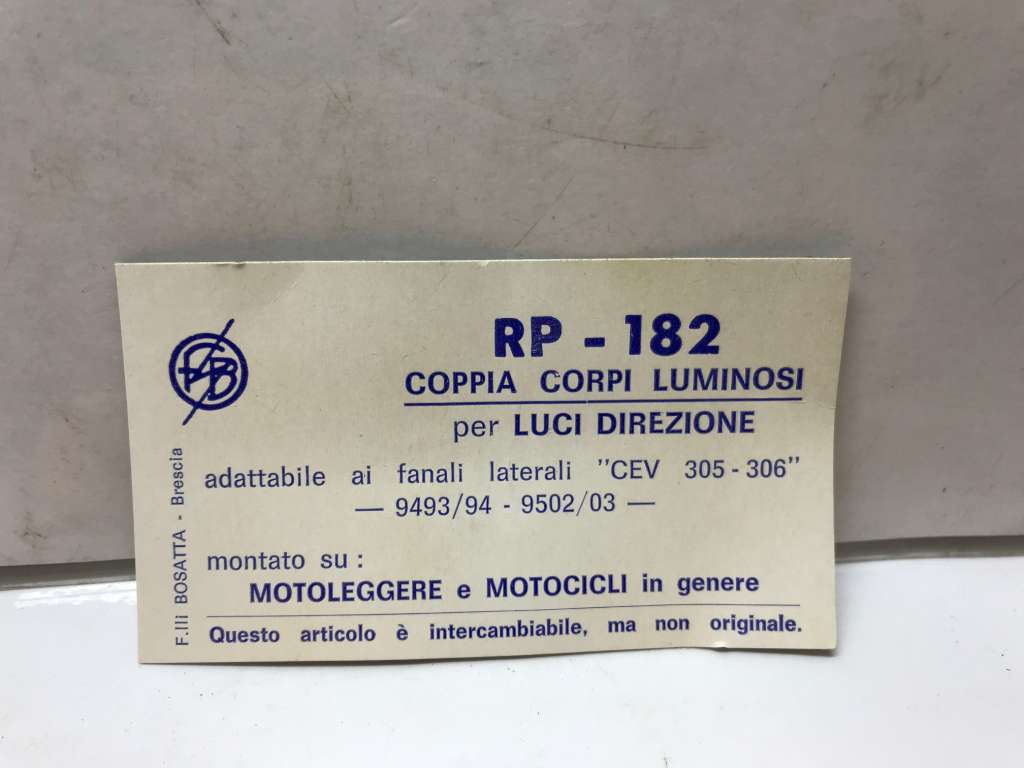 FB
RP - 182
COPPIA CORPI LUMINOSI
per LUCI DIREZIONE
adattabile ai fanali laterali "CEV 305 - 306"
— 9493/94 - 9502/03 —
montato su :
MOTOLEGGERE e MOTOCICLI in genere
Questo articolo è intercambiabile, ma non originale.
F.lli BOSATTA - Brescia